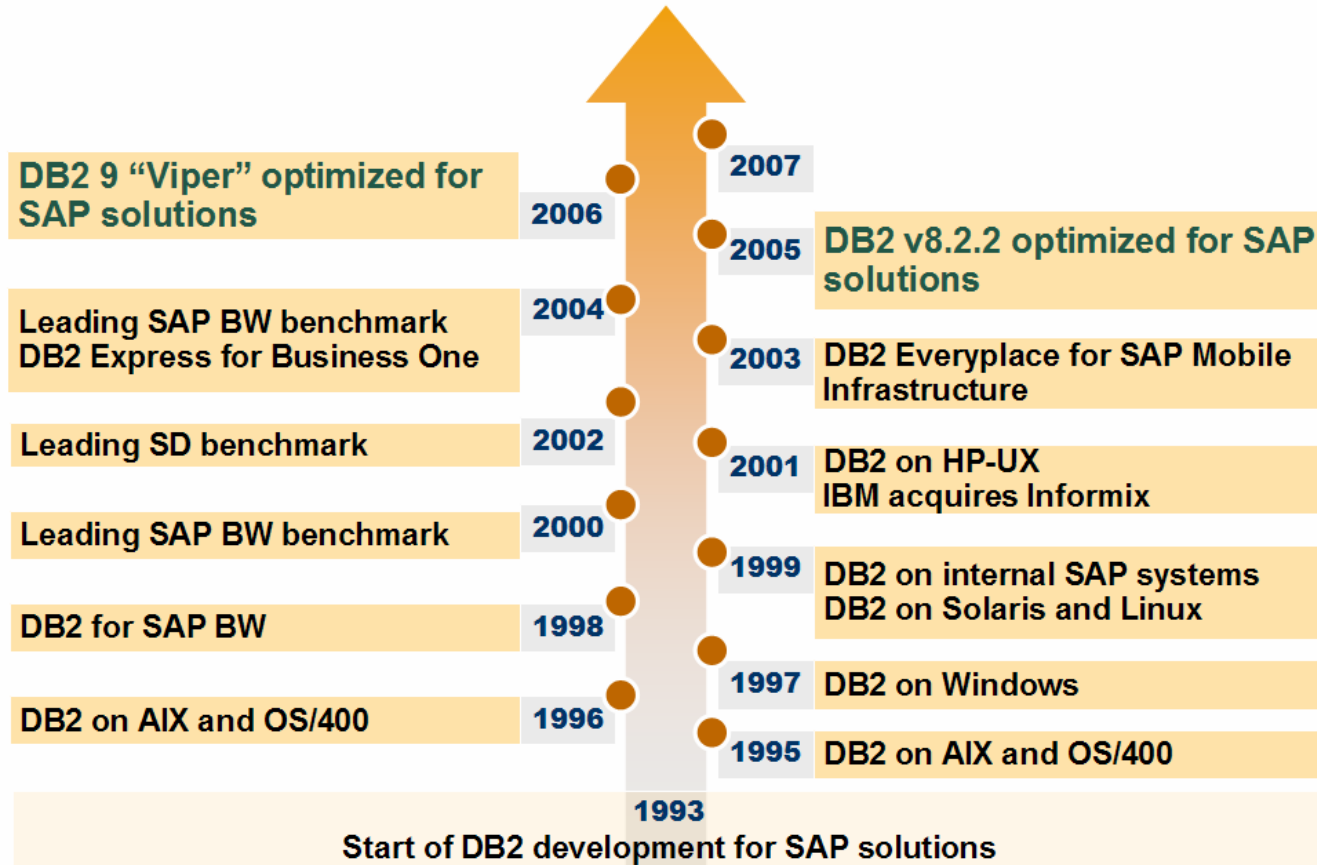 2007
DB2 9 “Viper” optimized for
SAP solutions
2006
2005
DB2 v8.2.2 optimized for SAP
solutions
2004
Leading SAP BW benchmark
DB2 Express for Business One
2003
DB2 Everyplace for SAP Mobile
Infrastructure
Leading SD benchmark
2002
2001
DB2 on HP-UX
IBM acquires Informix
Leading SAP BW benchmark
2000
1999
DB2 on internal SAP systems
DB2 on Solaris and Linux
DB2 for SAP BW
1998
1997
DB2 on Windows
DB2 on AIX and OS/400
1996
1995
DB2 on AIX and OS/400
1993
Start of DB2 development for SAP solutions